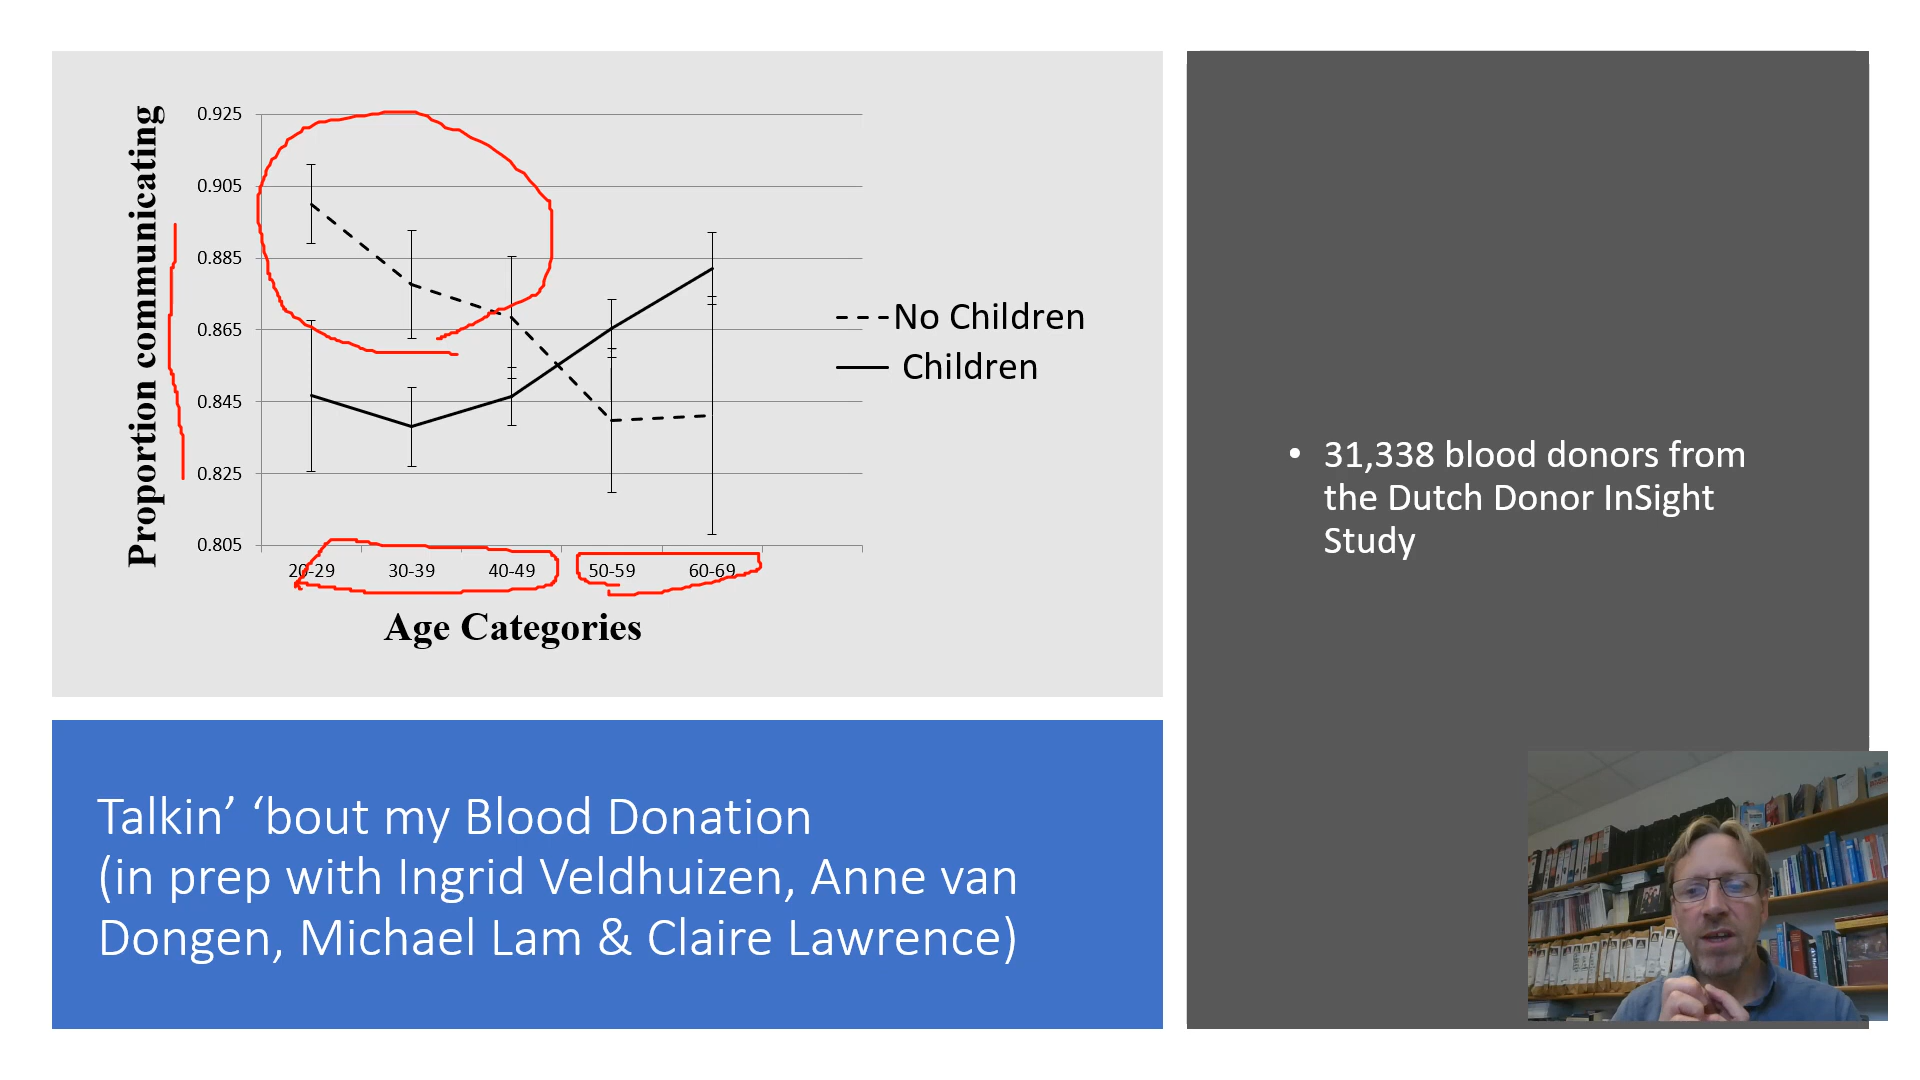 Proportion communicating
0.925
0.905
0.885
0.865
0.845
0.825
0.805
20-29 30-39 40-49 50-59 60-69
Age Categories
No Children
Children
• 31,338 blood donors from
the Dutch Donor InSight
Study
Talkin’ ‘bout my Blood Donation
(in prep with Ingrid Veldhuizen, Anne van
Dongen, Michael Lam & Claire Lawrence)